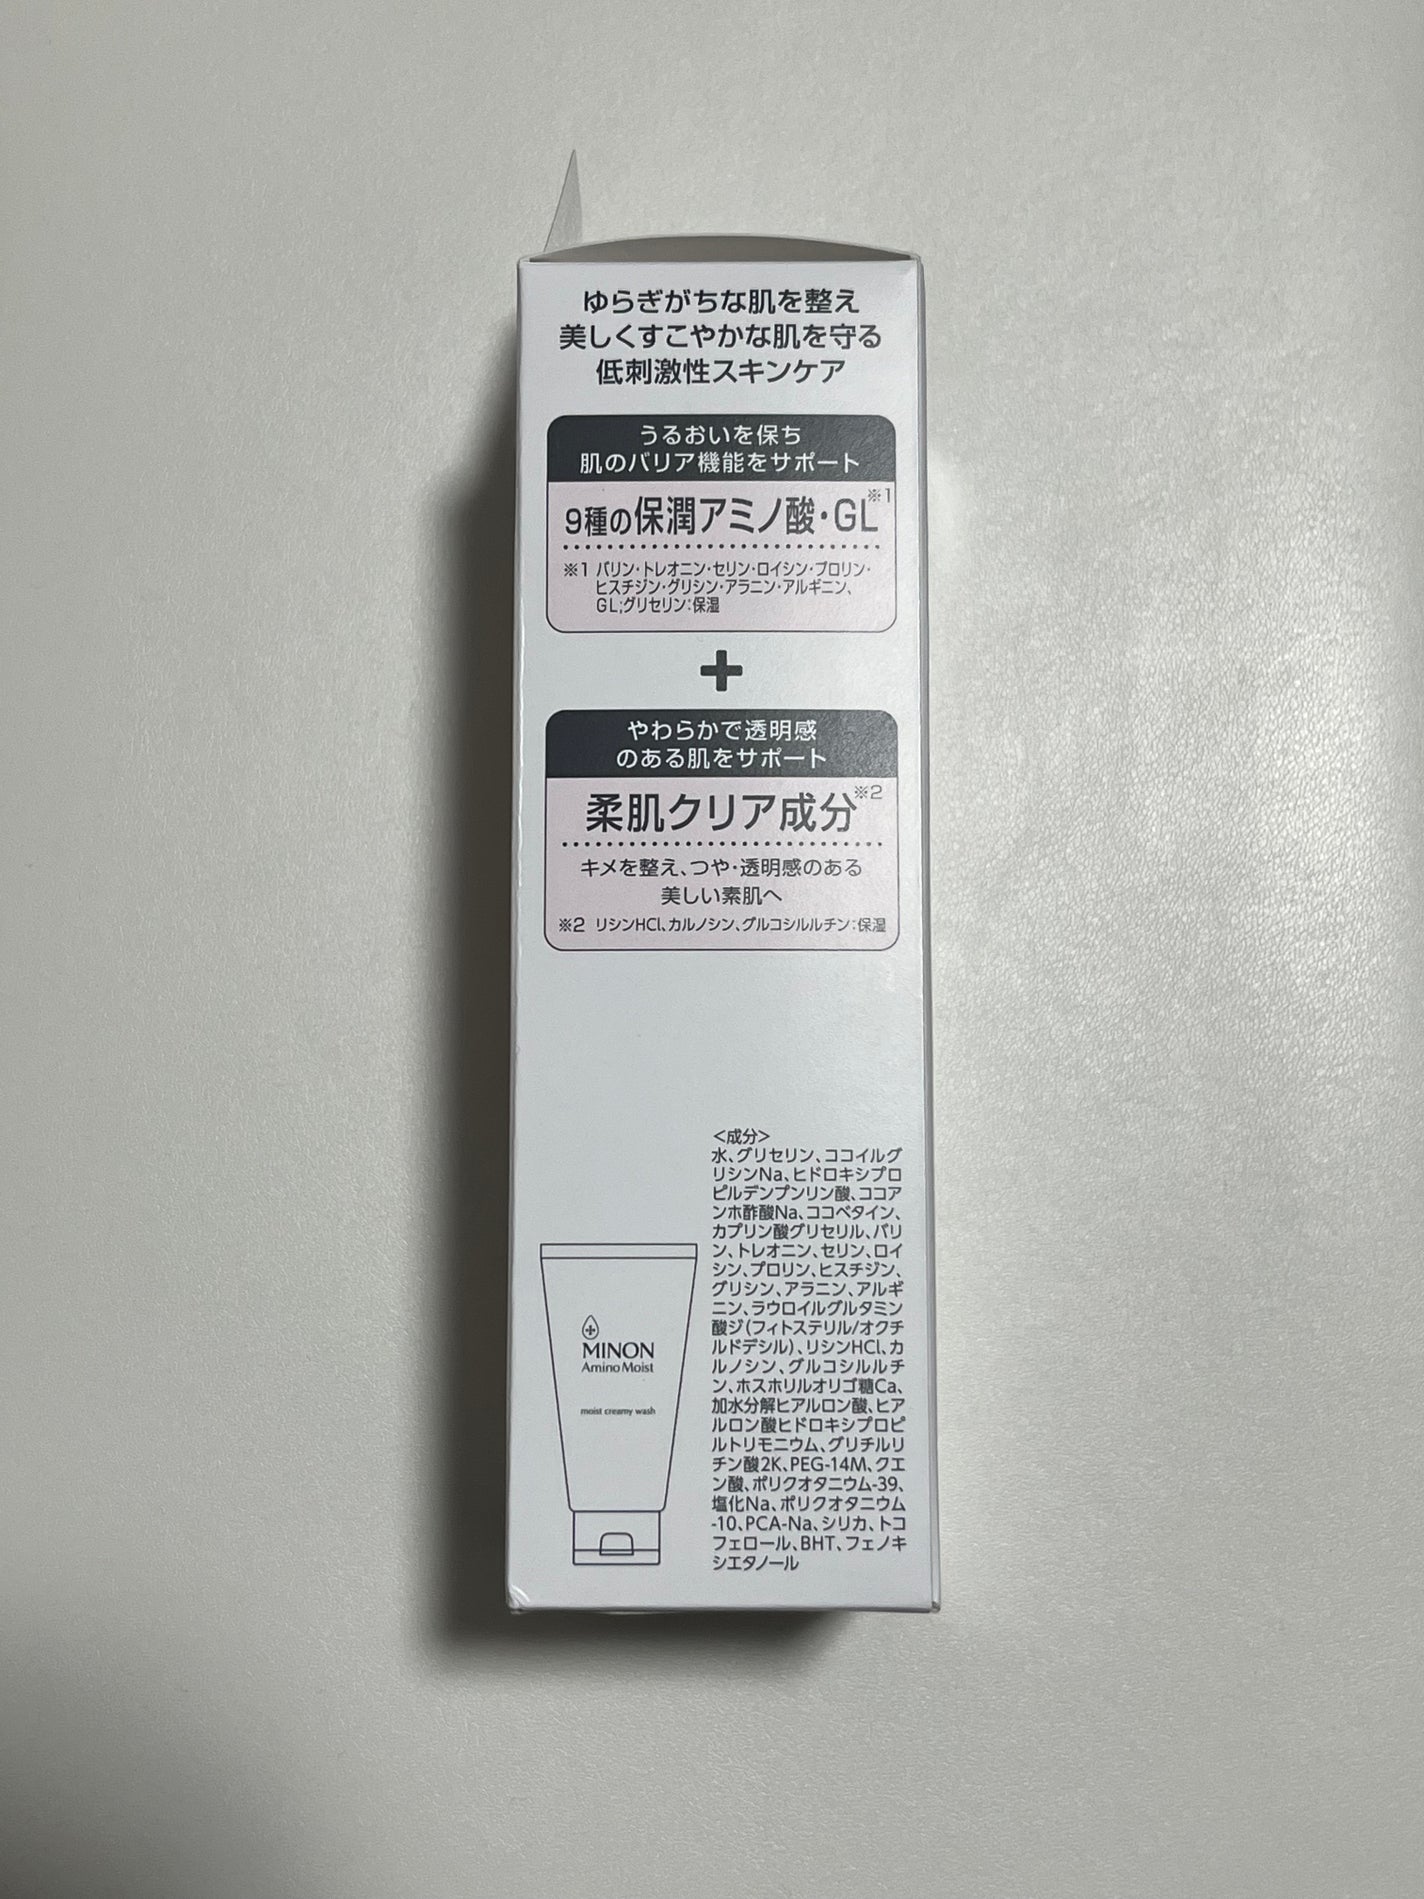 ゆらぎがちな肌を整え
美しくすこやかな肌を守る
低刺激性スキンケア
うるおいを保ち
肌のバリア機能をサポート
9種の保潤アミノ酸・GL※1
※1 バリン・トレオニン・セリン・ロイシン・プロリン・
ヒスチジン・グリシン・アラニン・アルギニン、
GL;グリセリン:保湿
+
やわらかで透明感
のある肌をサポート
柔肌クリア成分※2
キメを整え、つや・透明感のある
美しい素肌へ
※2 リシンHCl、カルノシン、グルコシルルチン:保湿
<成分>
水、グリセリン、ココイルグ
リシンNa、ヒドロキシプロ
ピルデンプンリン酸、ココア
ンホ酢酸Na、ココベタイン、
カプリン酸グリセリル、バリ
ン、トレオニン、セリン、ロイ
シン、プロリン、ヒスチジン、
グリシン、アラニン、アルギ
ニン、ラウロイルグルタミン
酸ジ(フィトステリル/オクチ
ルドデシル)、リシンHCl、カ
ルノシン、グルコシルルチ
ン、ホスホリルオリゴ糖Ca、
加水分解ヒアルロン酸、ヒア
ルロン酸ヒドロキシプロピ
ルトリモニウム、グリチルリ
チン酸2K、PEG-14M、クエ
ン酸、ポリクオタニウム-39、
塩化Na、ポリクオタニウム
-10、PCA-Na、シリカ、トコ
フェロール、BHT、フェノキ
シエタノール
MINON
Amino Moist
moist creamy wash